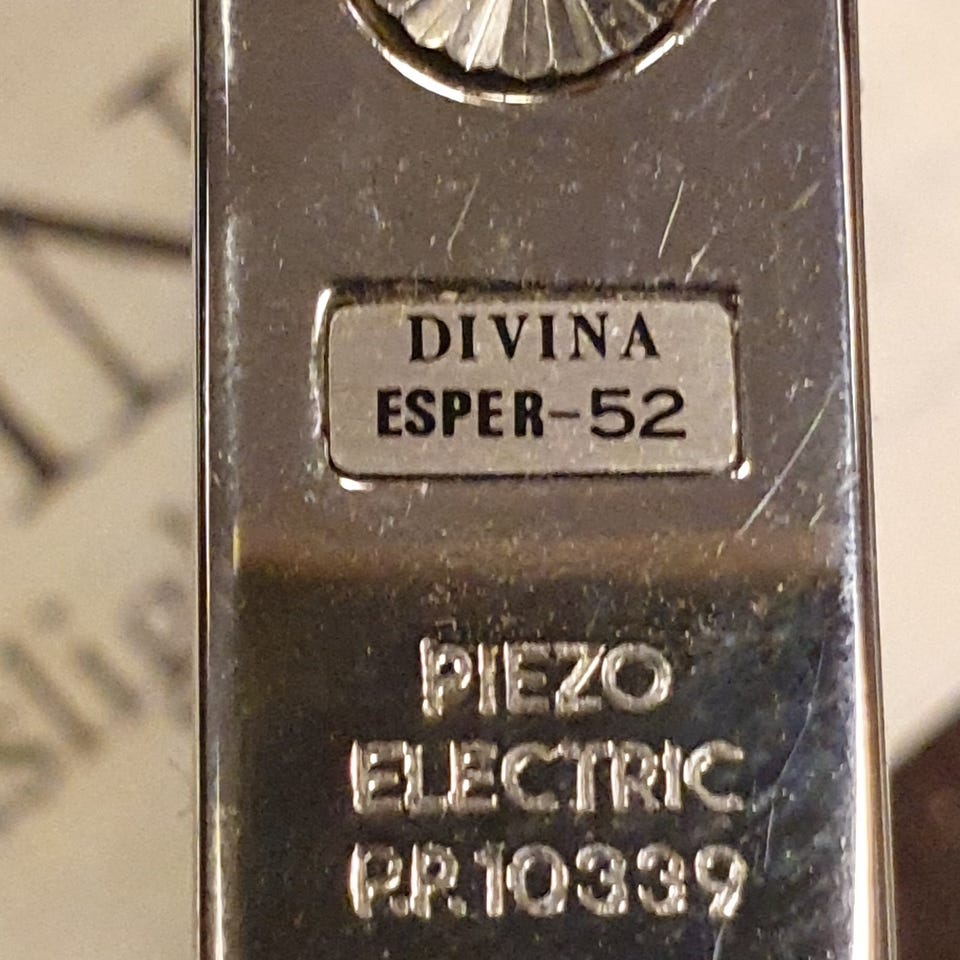 DIVINA
ESPER-52
PIEZO
ELECTRIC
P.P.10339